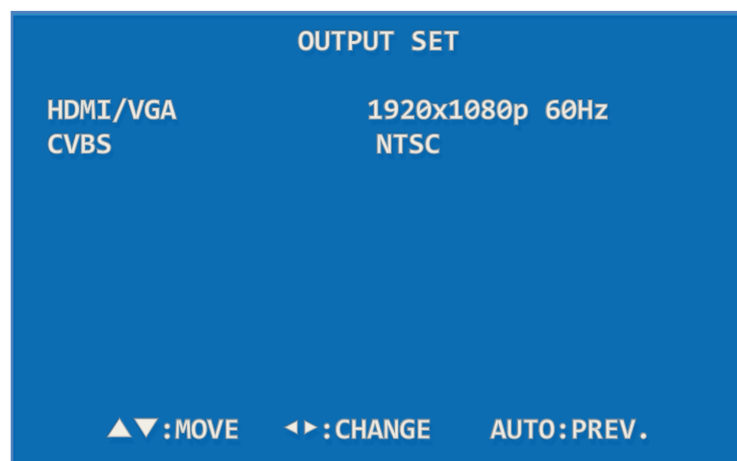 OUTPUT SET
HDMI/VGA 1920x1080p 60Hz
CVBS NTSC
▲▼:MOVE ◄►:CHANGE AUTO:PREV.